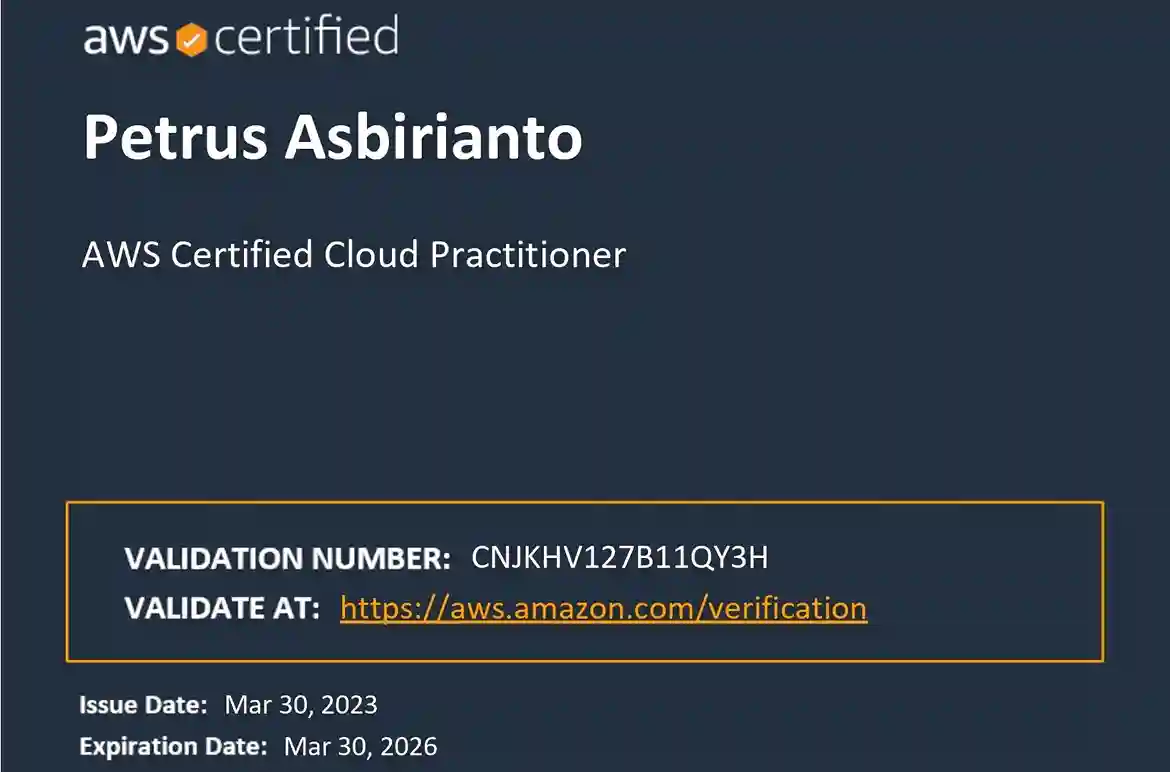 aws certified
Petrus Asbirianto
AWS Certified Cloud Practitioner
VALIDATION NUMBER: CNJKHV127B11QY3H
VALIDATE AT: https://aws.amazon.com/verification
Issue Date: Mar 30, 2023
Expiration Date: Mar 30, 2026